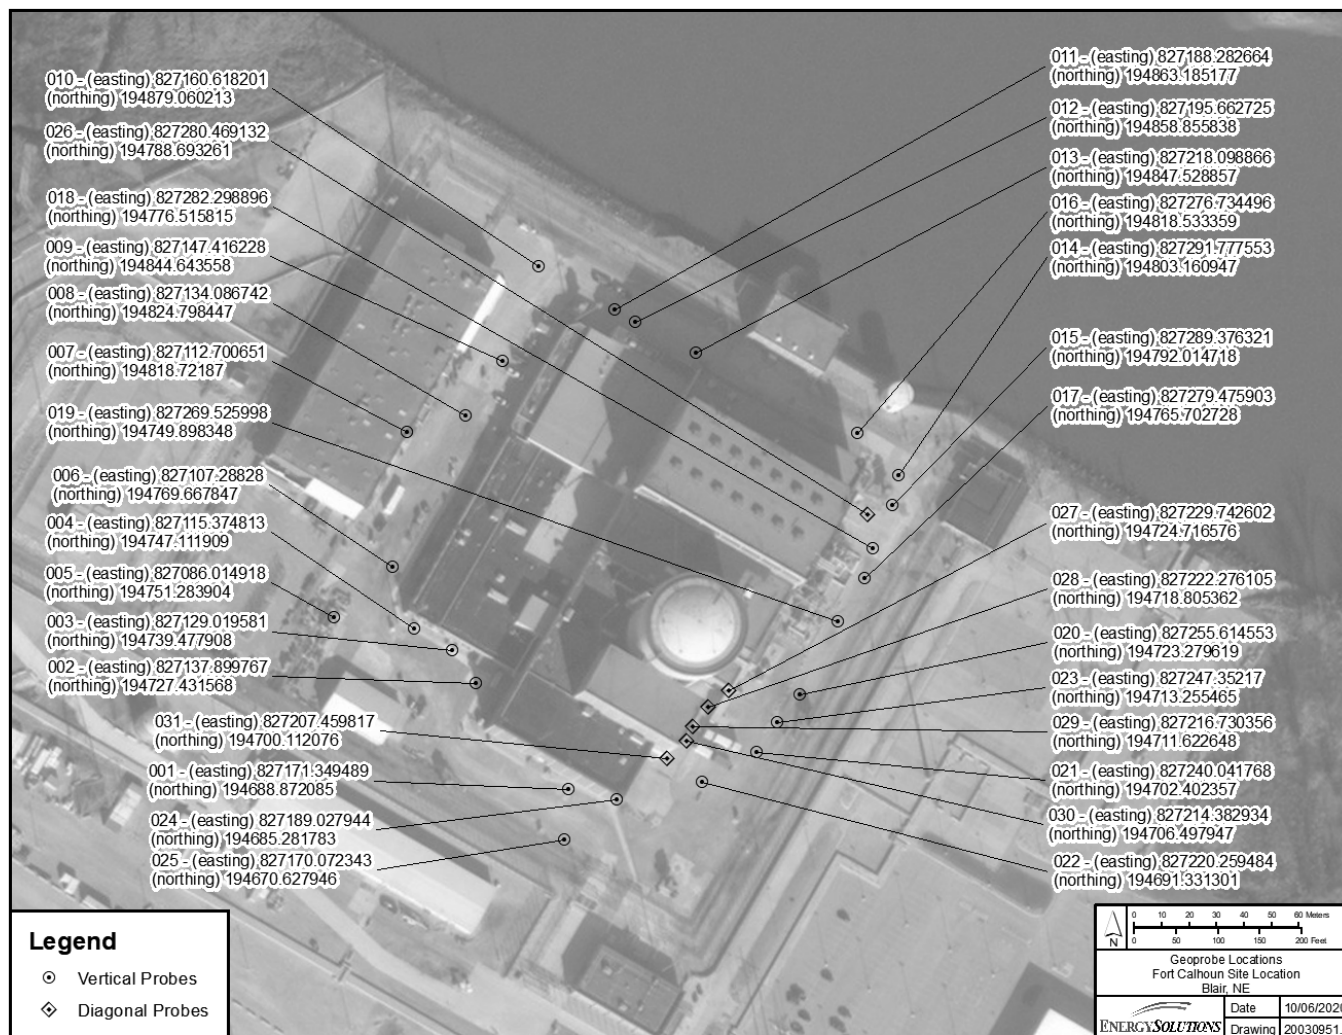 010 - (easting) 827160.618201
(northing) 194879.060213
026 - (easting) 827280.469132
(northing) 194788.693261
018 - (easting) 827282.298896
(northing) 194776.515815
009 - (easting) 827147.416228
(northing) 194844.643558
008 - (easting) 827134.086742
(northing) 194824.798447
007 - (easting) 827112.700651
(northing) 194818.72187
019 - (easting) 827269.525998
(northing) 194749.898348
006 - (easting) 827107.28828
(northing) 194769.667847
004 - (easting) 827115.374813
(northing) 194747.111909
005 - (easting) 827086.014918
(northing) 194751.283904
003 - (easting) 827129.019581
(northing) 194739.477908
002 - (easting) 827137.899767
(northing) 194727.431568
031 - (easting) 827207.459817
(northing) 194700.112076
001 - (easting) 827171.349489
(northing) 194688.872085
024 - (easting) 827189.027944
(northing) 194685.281783
025 - (easting) 827170.072343
(northing) 194670.627946
011 - (easting) 827188.282664
(northing) 194863.185177
012 - (easting) 827195.662725
(northing) 194858.855838
013 - (easting) 827218.098866
(northing) 194847.528857
016 - (easting) 827276.734496
(northing) 194818.533359
014 - (easting) 827291.777553
(northing) 194803.160947
015 - (easting) 827289.376321
(northing) 194792.014718
017 - (easting) 827279.475903
(northing) 194765.702728
027 - (easting) 827229.742602
(northing) 194724.716576
028 - (easting) 827222.276105
(northing) 194718.805362
020 - (easting) 827255.614553
(northing) 194723.279619
023 - (easting) 827247.35217
(northing) 194713.255465
029 - (easting) 827216.730356
(northing) 194711.622648
021 - (easting) 827240.041768
(northing) 194702.402357
030 - (easting) 827214.382934
(northing) 194706.497947
022 - (easting) 827220.259484
(northing) 194691.331301
Legend
Vertical Probes
Diagonal Probes
N
0 10 20 30 40 50 60 Meters
0 50 100 150 200 Feet
Geoprobe Locations
Fort Calhoun Site Location
Blair, NE
ENERGYSOLUTIONS
Date 10/06/2020
Drawing